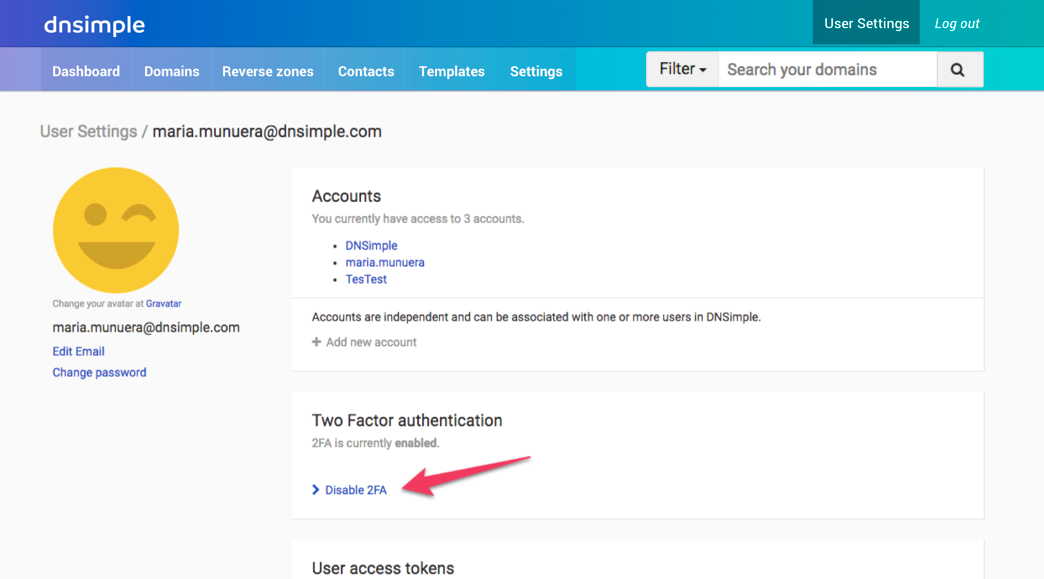 dnsimple
User Settings
Log out
Dashboard
Domains
Reverse zones
Contacts
Templates
Settings
Filter
Search your domains
User Settings / maria.munuera@dnsimple.com
Change your avatar at Gravatar
maria.munuera@dnsimple.com
Edit Email
Change password
Accounts
You currently have access to 3 accounts.
DNSimple
maria.munuera
TesTest
Accounts are independent and can be associated with one or more users in DNSimple.
Add new account
Two Factor authentication
2FA is currently enabled.
Disable 2FA
User access tokens